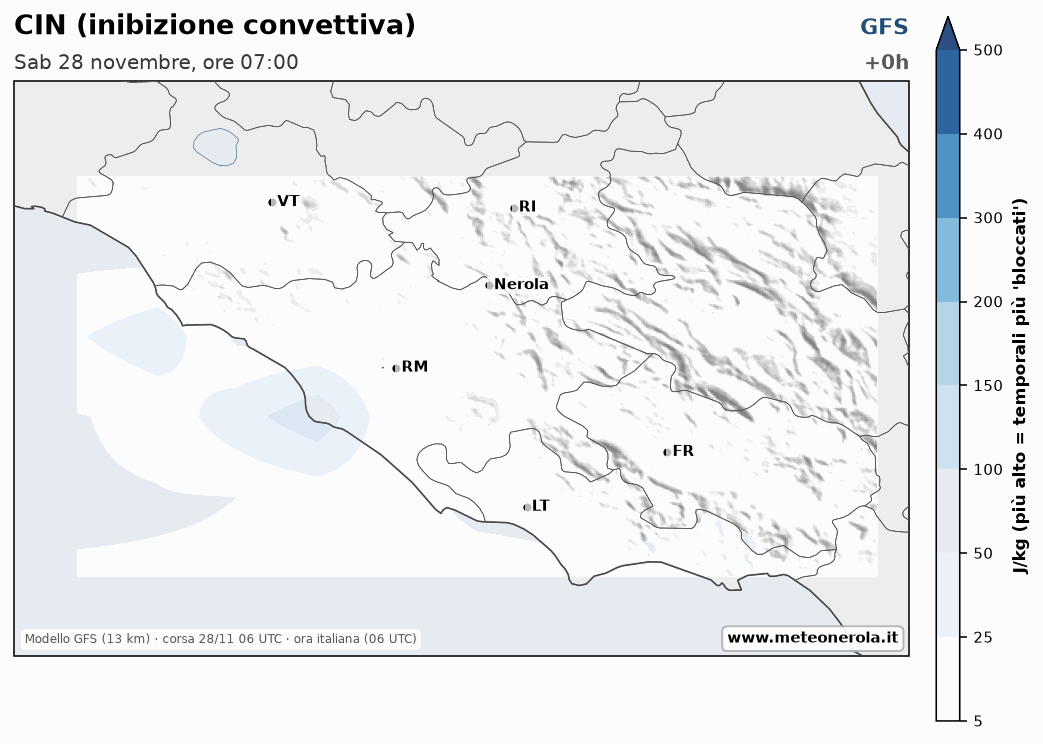 CIN (inibizione convettiva)
GFS
Sab 28 novembre, ore 07:00
+0h
VT
RI
Nerola
RM
FR
LT
Modello GFS (13 km) · corsa 28/11 06 UTC · ora italiana (06 UTC)
www.meteonerola.it
500
400
300
200
150
100
50
25
5
J/kg (più alto = temporali più 'bloccati')